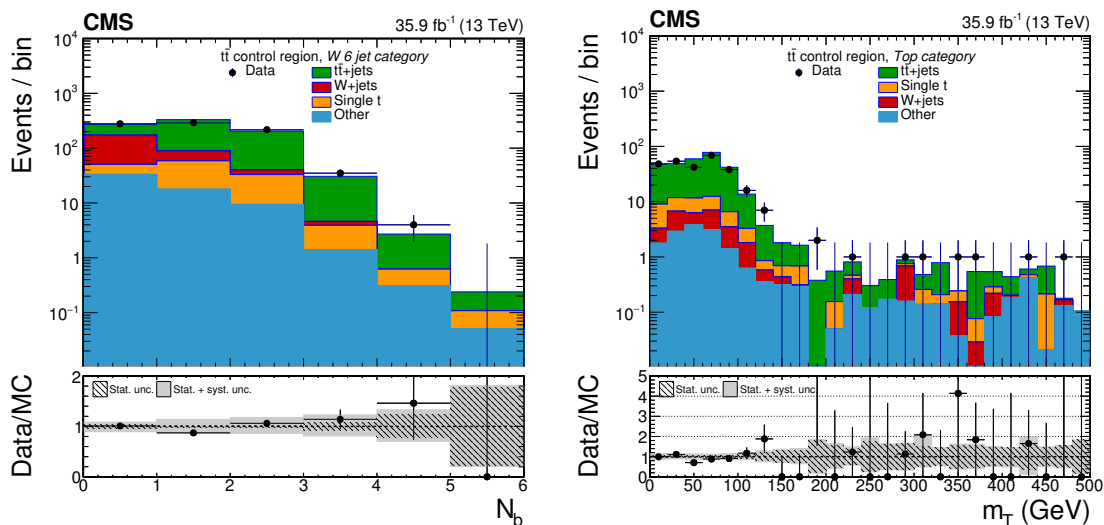 CMS 35.9 fb⁻¹ (13 TeV)
tt̄ control region, W 6 jet category
Data
tt̄+jets
W+jets
Single t
Other
Events / bin
10⁴
10³
10²
10
1
10⁻¹
Stat. unc. Stat. + syst. unc.
Data/MC
2
1
0
0 1 2 3 4 5 6
N_b
CMS 35.9 fb⁻¹ (13 TeV)
tt̄ control region, Top category
Data
tt̄+jets
Single t
W+jets
Other
Events / bin
10⁴
10³
10²
10
1
10⁻¹
Stat. unc. Stat. + syst. unc.
Data/MC
5
4
3
2
1
0
0 50 100 150 200 250 300 350 400 450 500
m_T (GeV)